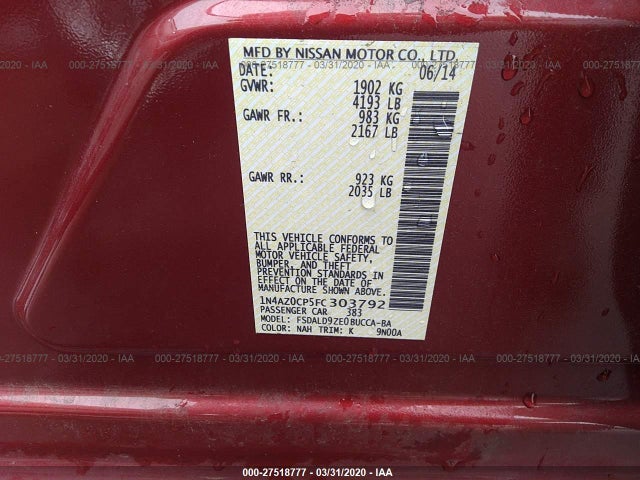 MFD BY NISSAN MOTOR CO., LTD
DATE: 06/14
GVWR: 1902 KG
4193 LB
GAWR FR.: 983 KG
2167 LB
GAWR RR.: 923 KG
2035 LB
THIS VEHICLE CONFORMS TO
ALL APPLICABLE FEDERAL
MOTOR VEHICLE SAFETY,
BUMPER, AND THEFT
PREVENTION STANDARDS IN
EFFECT ON THE DATE OF
MANUFACTURE SHOWN ABOVE.
1N4AZ0CP5FC303792
PASSENGER CAR 383
MODEL: FSDALD9ZE0BUCCA-BA
COLOR: NAH TRIM: K 9N00A
000-27518777 - 03/31/2020 - IAA